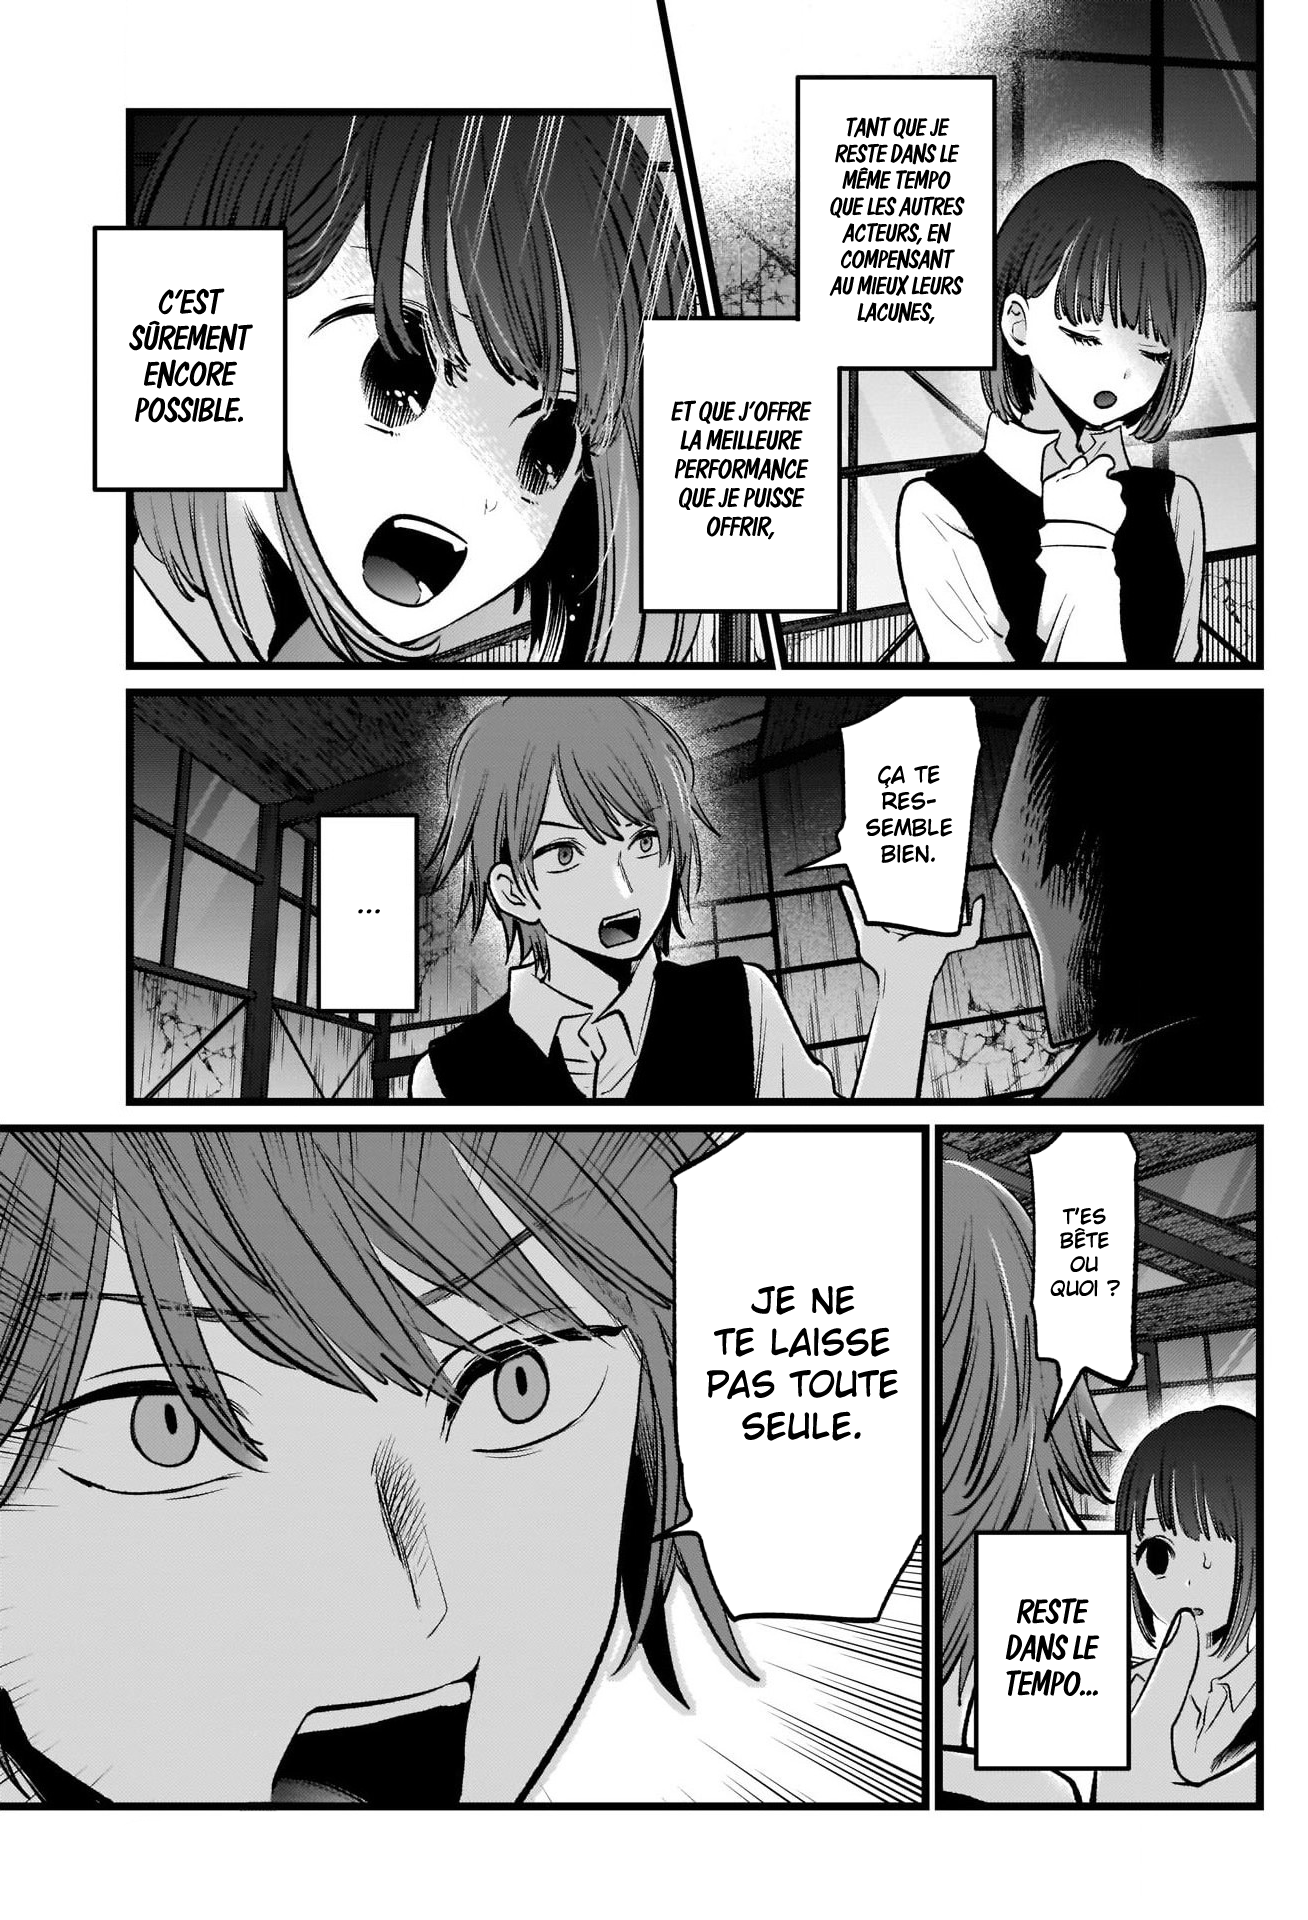 TANT QUE JE
RESTE DANS LE
MÊME TEMPO
QUE LES AUTRES
ACTEURS, EN
COMPENSANT
AU MIEUX LEURS
LACUNES,
ET QUE J'OFFRE
LA MEILLEURE
PERFORMANCE
QUE JE PUISSE
OFFRIR,
C'EST
SÛREMENT
ENCORE
POSSIBLE.
ÇA TE
RES-
SEMBLE
BIEN.
...
T'ES
BÊTE
OU
QUOI ?
RESTE
DANS LE
TEMPO...
JE NE
TE LAISSE
PAS TOUTE
SEULE.